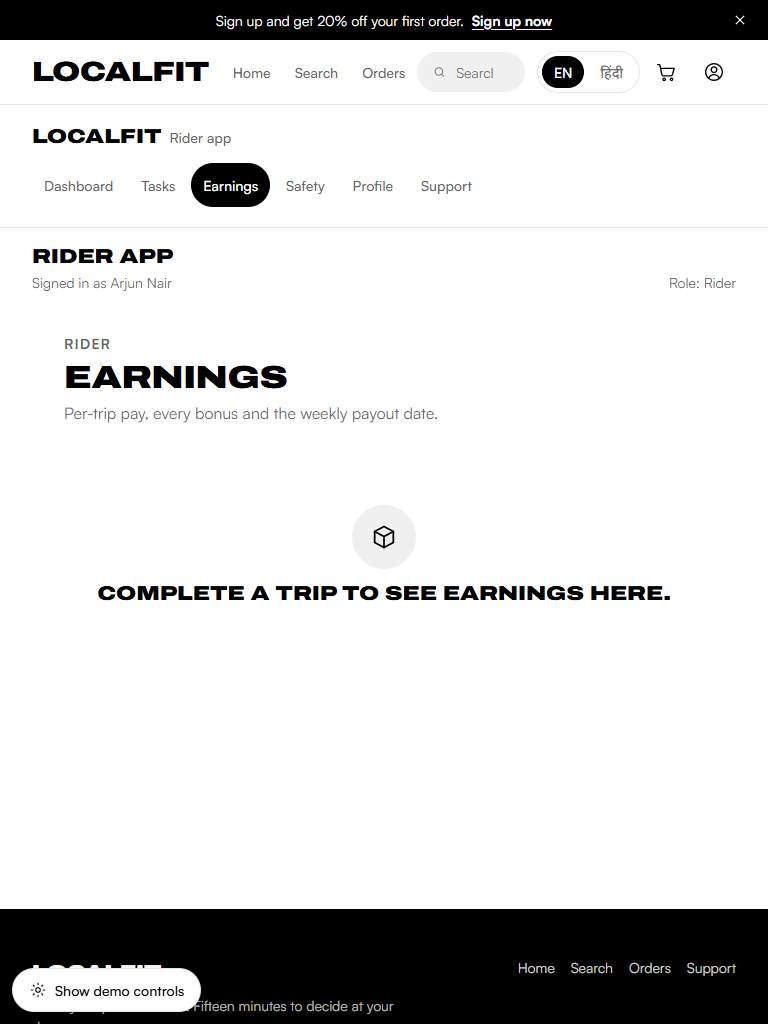 Sign up and get 20% off your first order. Sign up now
LOCALFIT Home Search Orders Search EN हिंदी
LOCALFIT Rider app
Dashboard Tasks Earnings Safety Profile Support
RIDER APP
Signed in as Arjun Nair Role: Rider
RIDER
EARNINGS
Per-trip pay, every bonus and the weekly payout date.
COMPLETE A TRIP TO SEE EARNINGS HERE.
Home Search Orders Support
Show demo controls
Fifteen minutes to decide at your